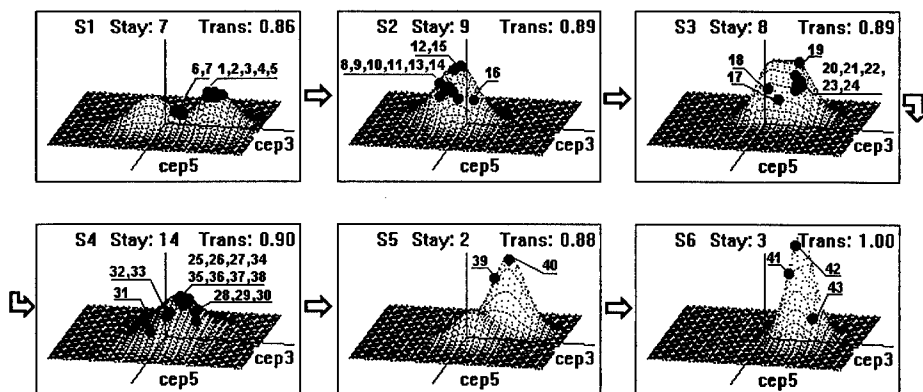 S1 Stay: 7 Trans: 0.86
6,7 1,2,3,4,5
cep3
cep5
S2 Stay: 9 Trans: 0.89
12,15
8,9,10,11,13,14
16
cep3
cep5
S3 Stay: 8 Trans: 0.89
19
18
17
20,21,22,
23,24
cep3
cep5
S4 Stay: 14 Trans: 0.90
25,26,27,34
32,33
35,36,37,38
31
28,29,30
cep3
cep5
S5 Stay: 2 Trans: 0.88
39
40
cep3
cep5
S6 Stay: 3 Trans: 1.00
41
42
43
cep3
cep5